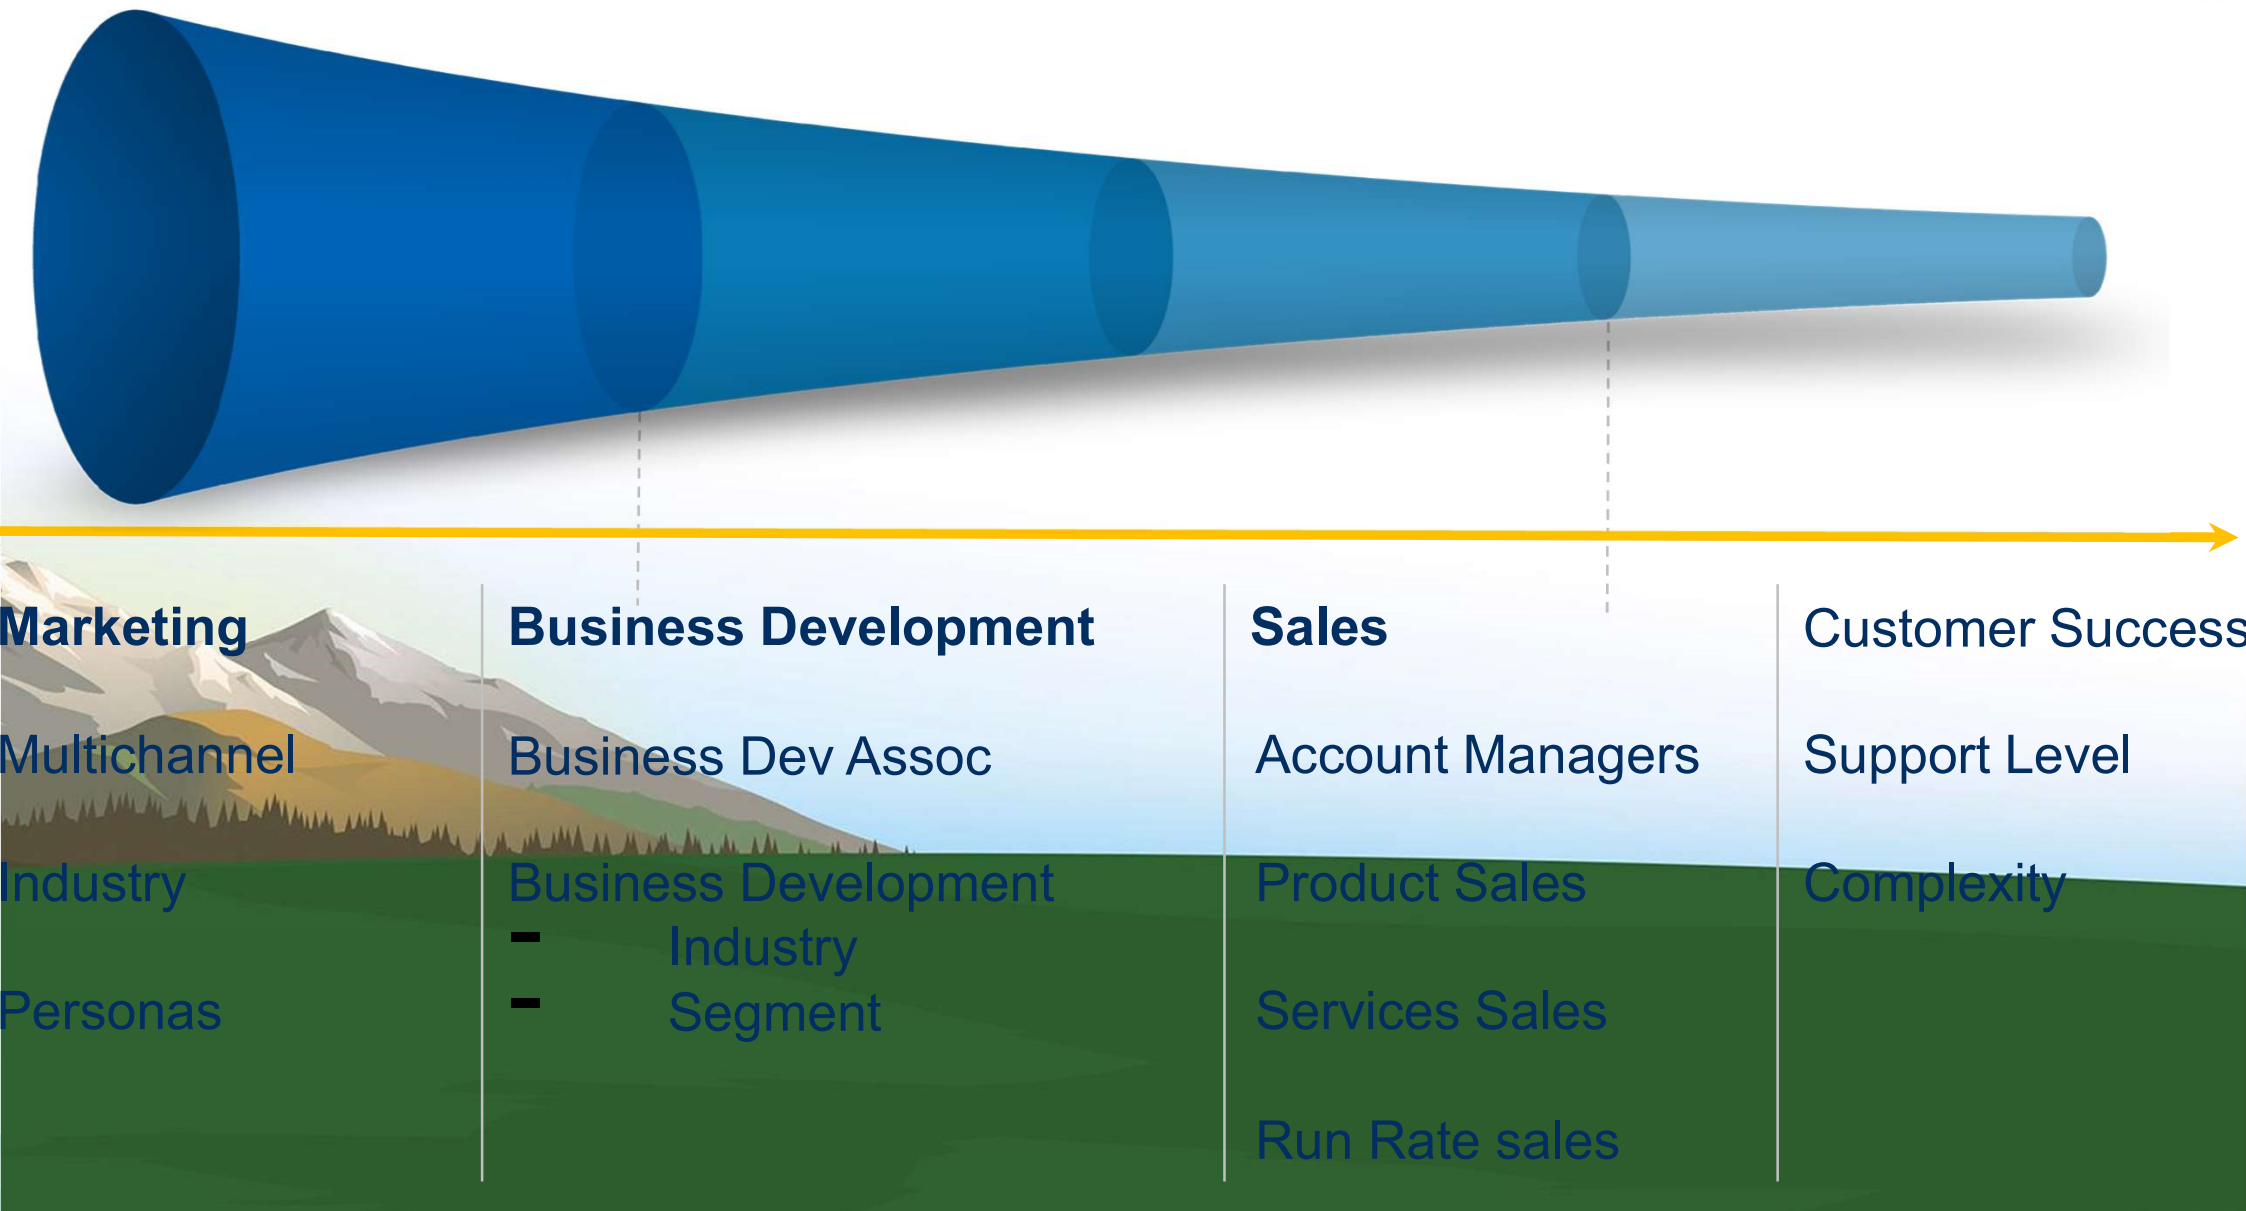 Marketing
Multichannel
Industry
Personas
Business Development
Business Dev Assoc
Business Development
- Industry
- Segment
Sales
Account Managers
Product Sales
Services Sales
Run Rate sales
Customer Success
Support Level
Complexity